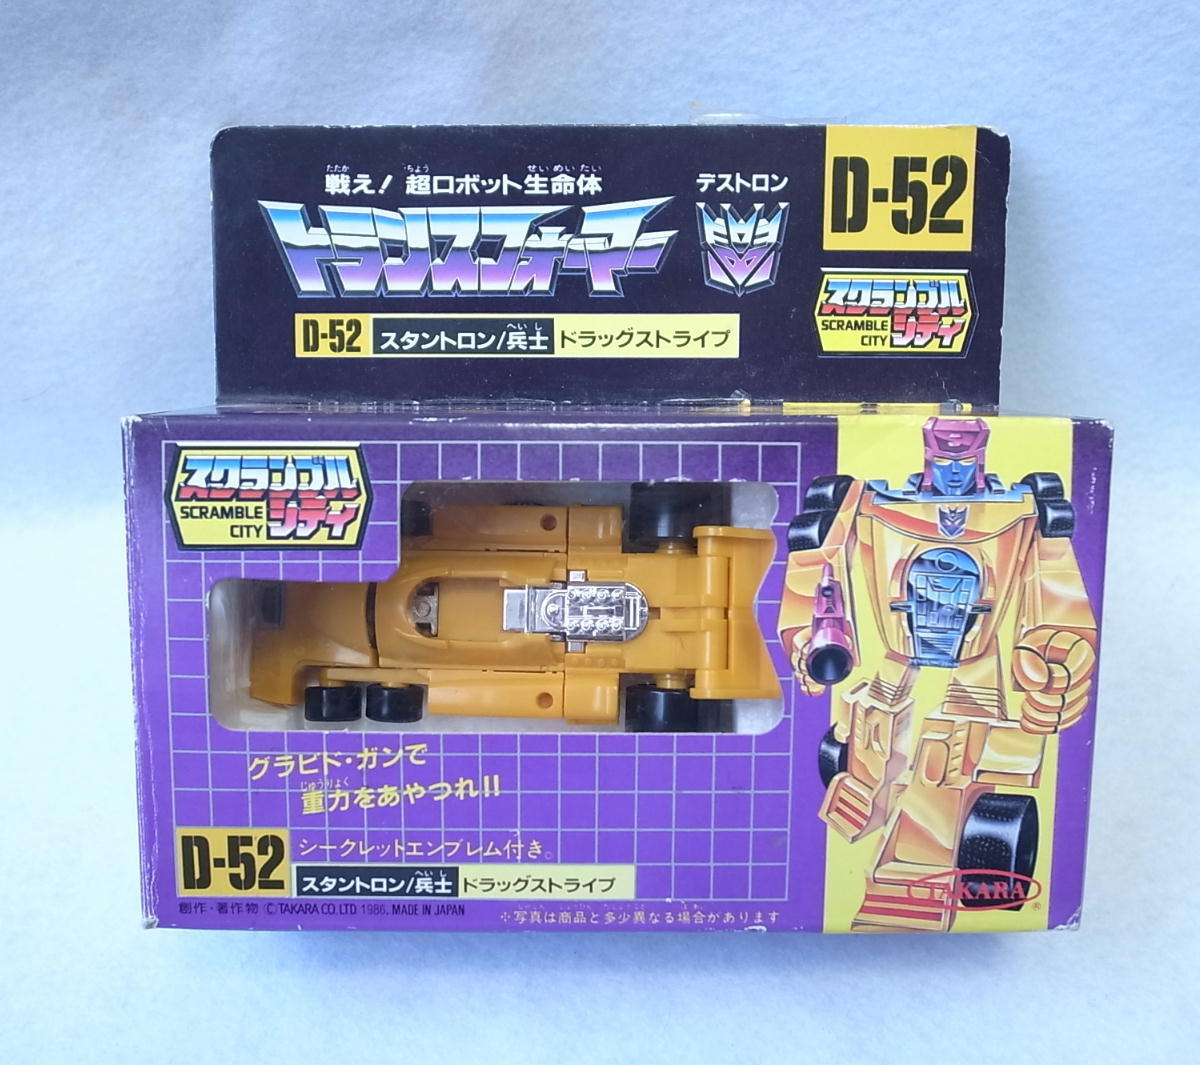 戦え!超ロボット生命体
トランスフォーマー
デストロン
D-52
スクランブル
シティ
SCRAMBLE
CITY
D-52 スタントロン/兵士 ドラッグストライプ
スクランブル
シティ
SCRAMBLE
CITY
グラビド・ガンで
重力をあやつれ!!
D-52
シークレットエンブレム付き。
スタントロン/兵士 ドラッグストライプ
創作・著作物 ©TAKARA CO.,LTD. 1986. MADE IN JAPAN
※写真は商品と多少異なる場合があります
TAKARA®